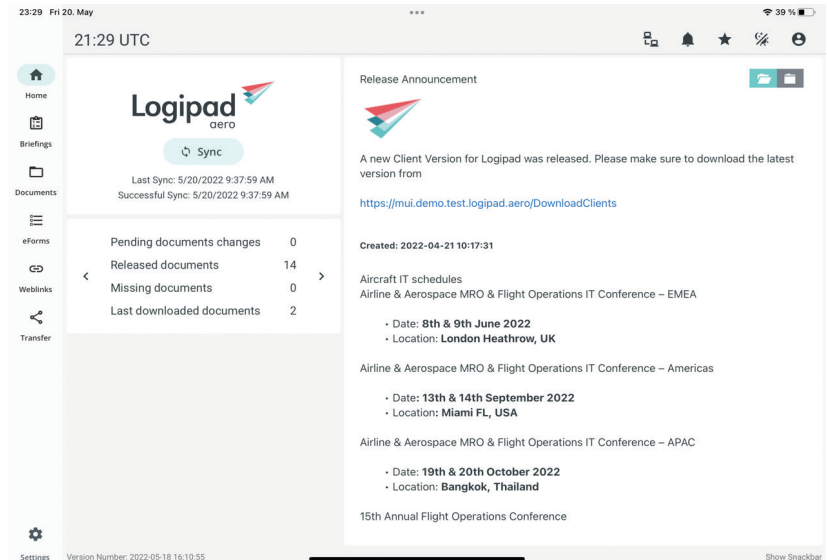 23:29 Fri 20. May
39 %
21:29 UTC
Home
Briefings
Documents
eForms
Weblinks
Transfer
Settings
Logipad
aero
Sync
Last Sync: 5/20/2022 9:37:59 AM
Successful Sync: 5/20/2022 9:37:59 AM
Pending documents changes 0
Released documents 14
Missing documents 0
Last downloaded documents 2
Release Announcement
A new Client Version for Logipad was released. Please make sure to download the latest
version from
https://mui.demo.test.logipad.aero/DownloadClients
Created: 2022-04-21 10:17:31
Aircraft IT schedules
Airline & Aerospace MRO & Flight Operations IT Conference – EMEA
• Date: 8th & 9th June 2022
• Location: London Heathrow, UK
Airline & Aerospace MRO & Flight Operations IT Conference – Americas
• Date: 13th & 14th September 2022
• Location: Miami FL, USA
Airline & Aerospace MRO & Flight Operations IT Conference – APAC
• Date: 19th & 20th October 2022
• Location: Bangkok, Thailand
15th Annual Flight Operations Conference
Version Number: 2022-05-18 16:10:55
Show Snackbar